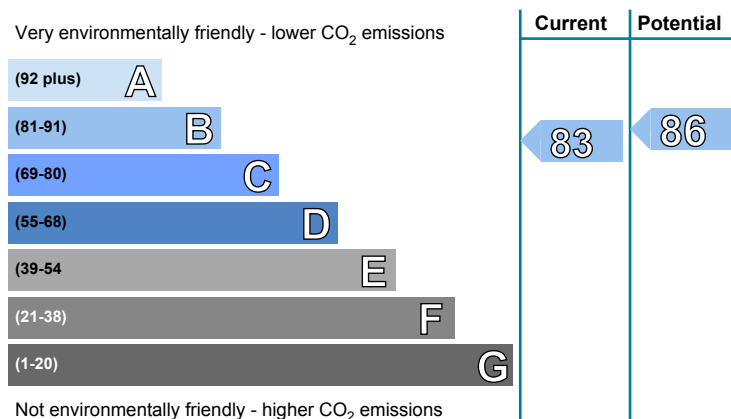 Current Potential
Very environmentally friendly - lower CO2 emissions
(92 plus) A
(81-91) B
83 86
(69-80) C
(55-68) D
(39-54 E
(21-38) F
(1-20) G
Not environmentally friendly - higher CO2 emissions